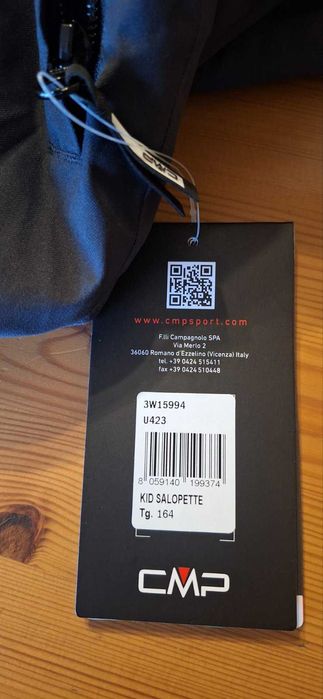 CMP
www.cmpsport.com
F.lli Campagnolo SPA
Via Merlo 2
36060 Romano d'Ezzelino (Vicenza) Italy
tel. +39 0424 515411
fax +39 0424 510448
3W15994
U423
8 059140 199374
KID SALOPETTE
Tg. 164
CMP